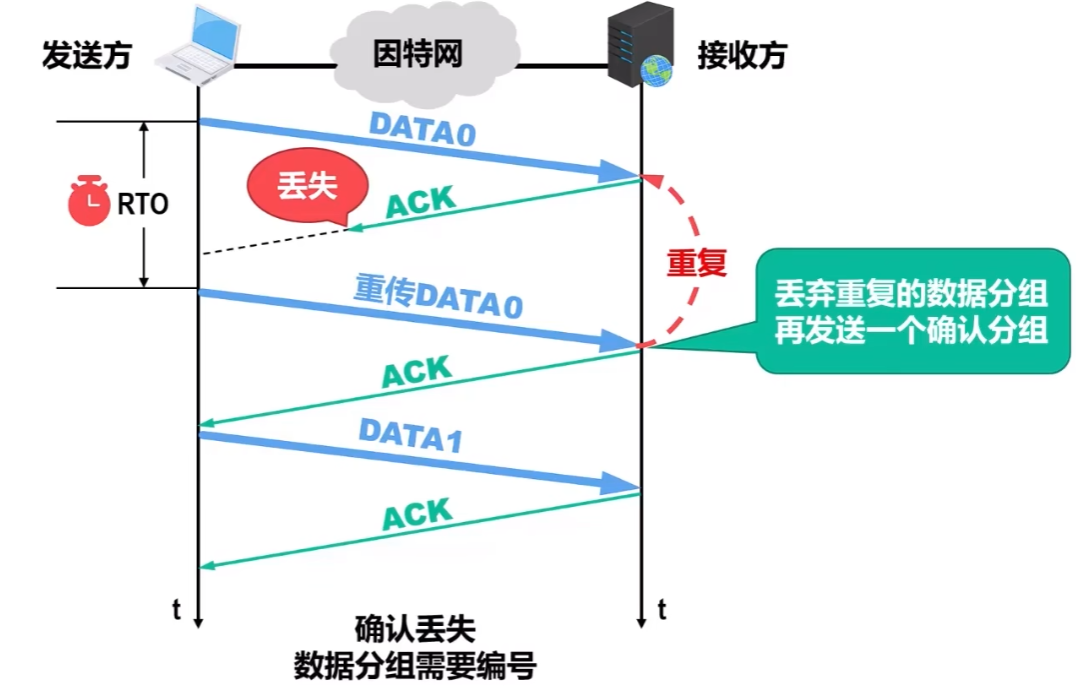 发送方
因特网
接收方
DATA0
丢失
ACK
RTO
重复
重传DATA0
丢弃重复的数据分组
再发送一个确认分组
ACK
DATA1
ACK
t
t
确认丢失
数据分组需要编号